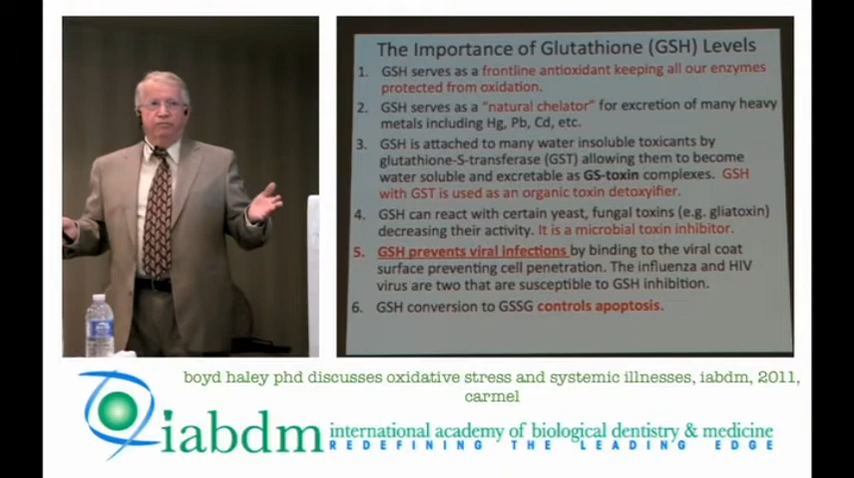 The Importance of Glutathione (GSH) Levels
1. GSH serves as a frontline antioxidant keeping all our enzymes
protected from oxidation.
2. GSH serves as a "natural chelator" for excretion of many heavy
metals including Hg, Pb, Cd, etc.
3. GSH is attached to many water insoluble toxicants by
glutathione-S-transferase (GST) allowing them to become
water soluble and excretable as GS-toxin complexes. GSH
with GST is used as an organic toxin detoxyifier.
4. GSH can react with certain yeast, fungal toxins (e.g. gliatoxin)
decreasing their activity. It is a microbial toxin inhibitor.
5. GSH prevents viral infections by binding to the viral coat
surface preventing cell penetration. The influenza and HIV
virus are two that are susceptible to GSH inhibition.
6. GSH conversion to GSSG controls apoptosis.
boyd haley phd discusses oxidative stress and systemic illnesses, iabdm, 2011,
carmel
iabdm international academy of biological dentistry & medicine
REDEFINING THE LEADING EDGE